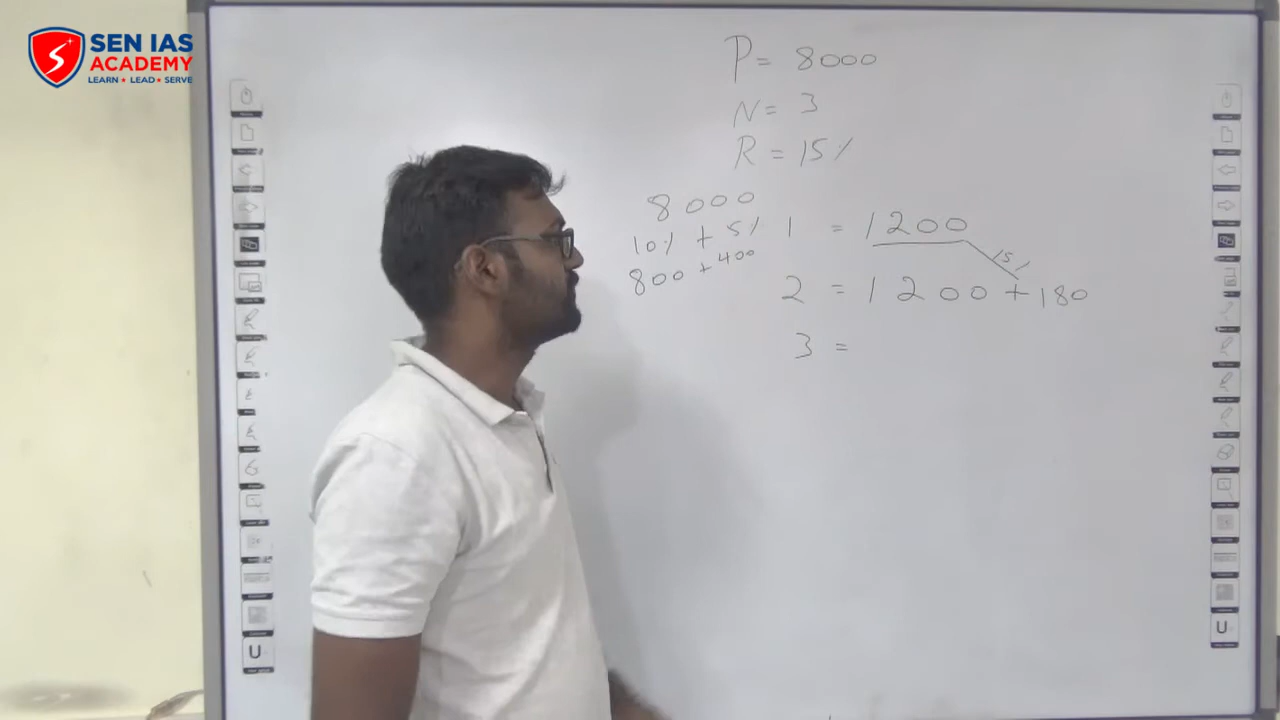 SEN IAS
ACADEMY
LEARN ★ LEAD ★ SERVE
P = 8000
N = 3
R = 15%
8000
10% + 5%
800 + 400
1 = 1200
15%
2 = 1200 + 180
3 =
U
U